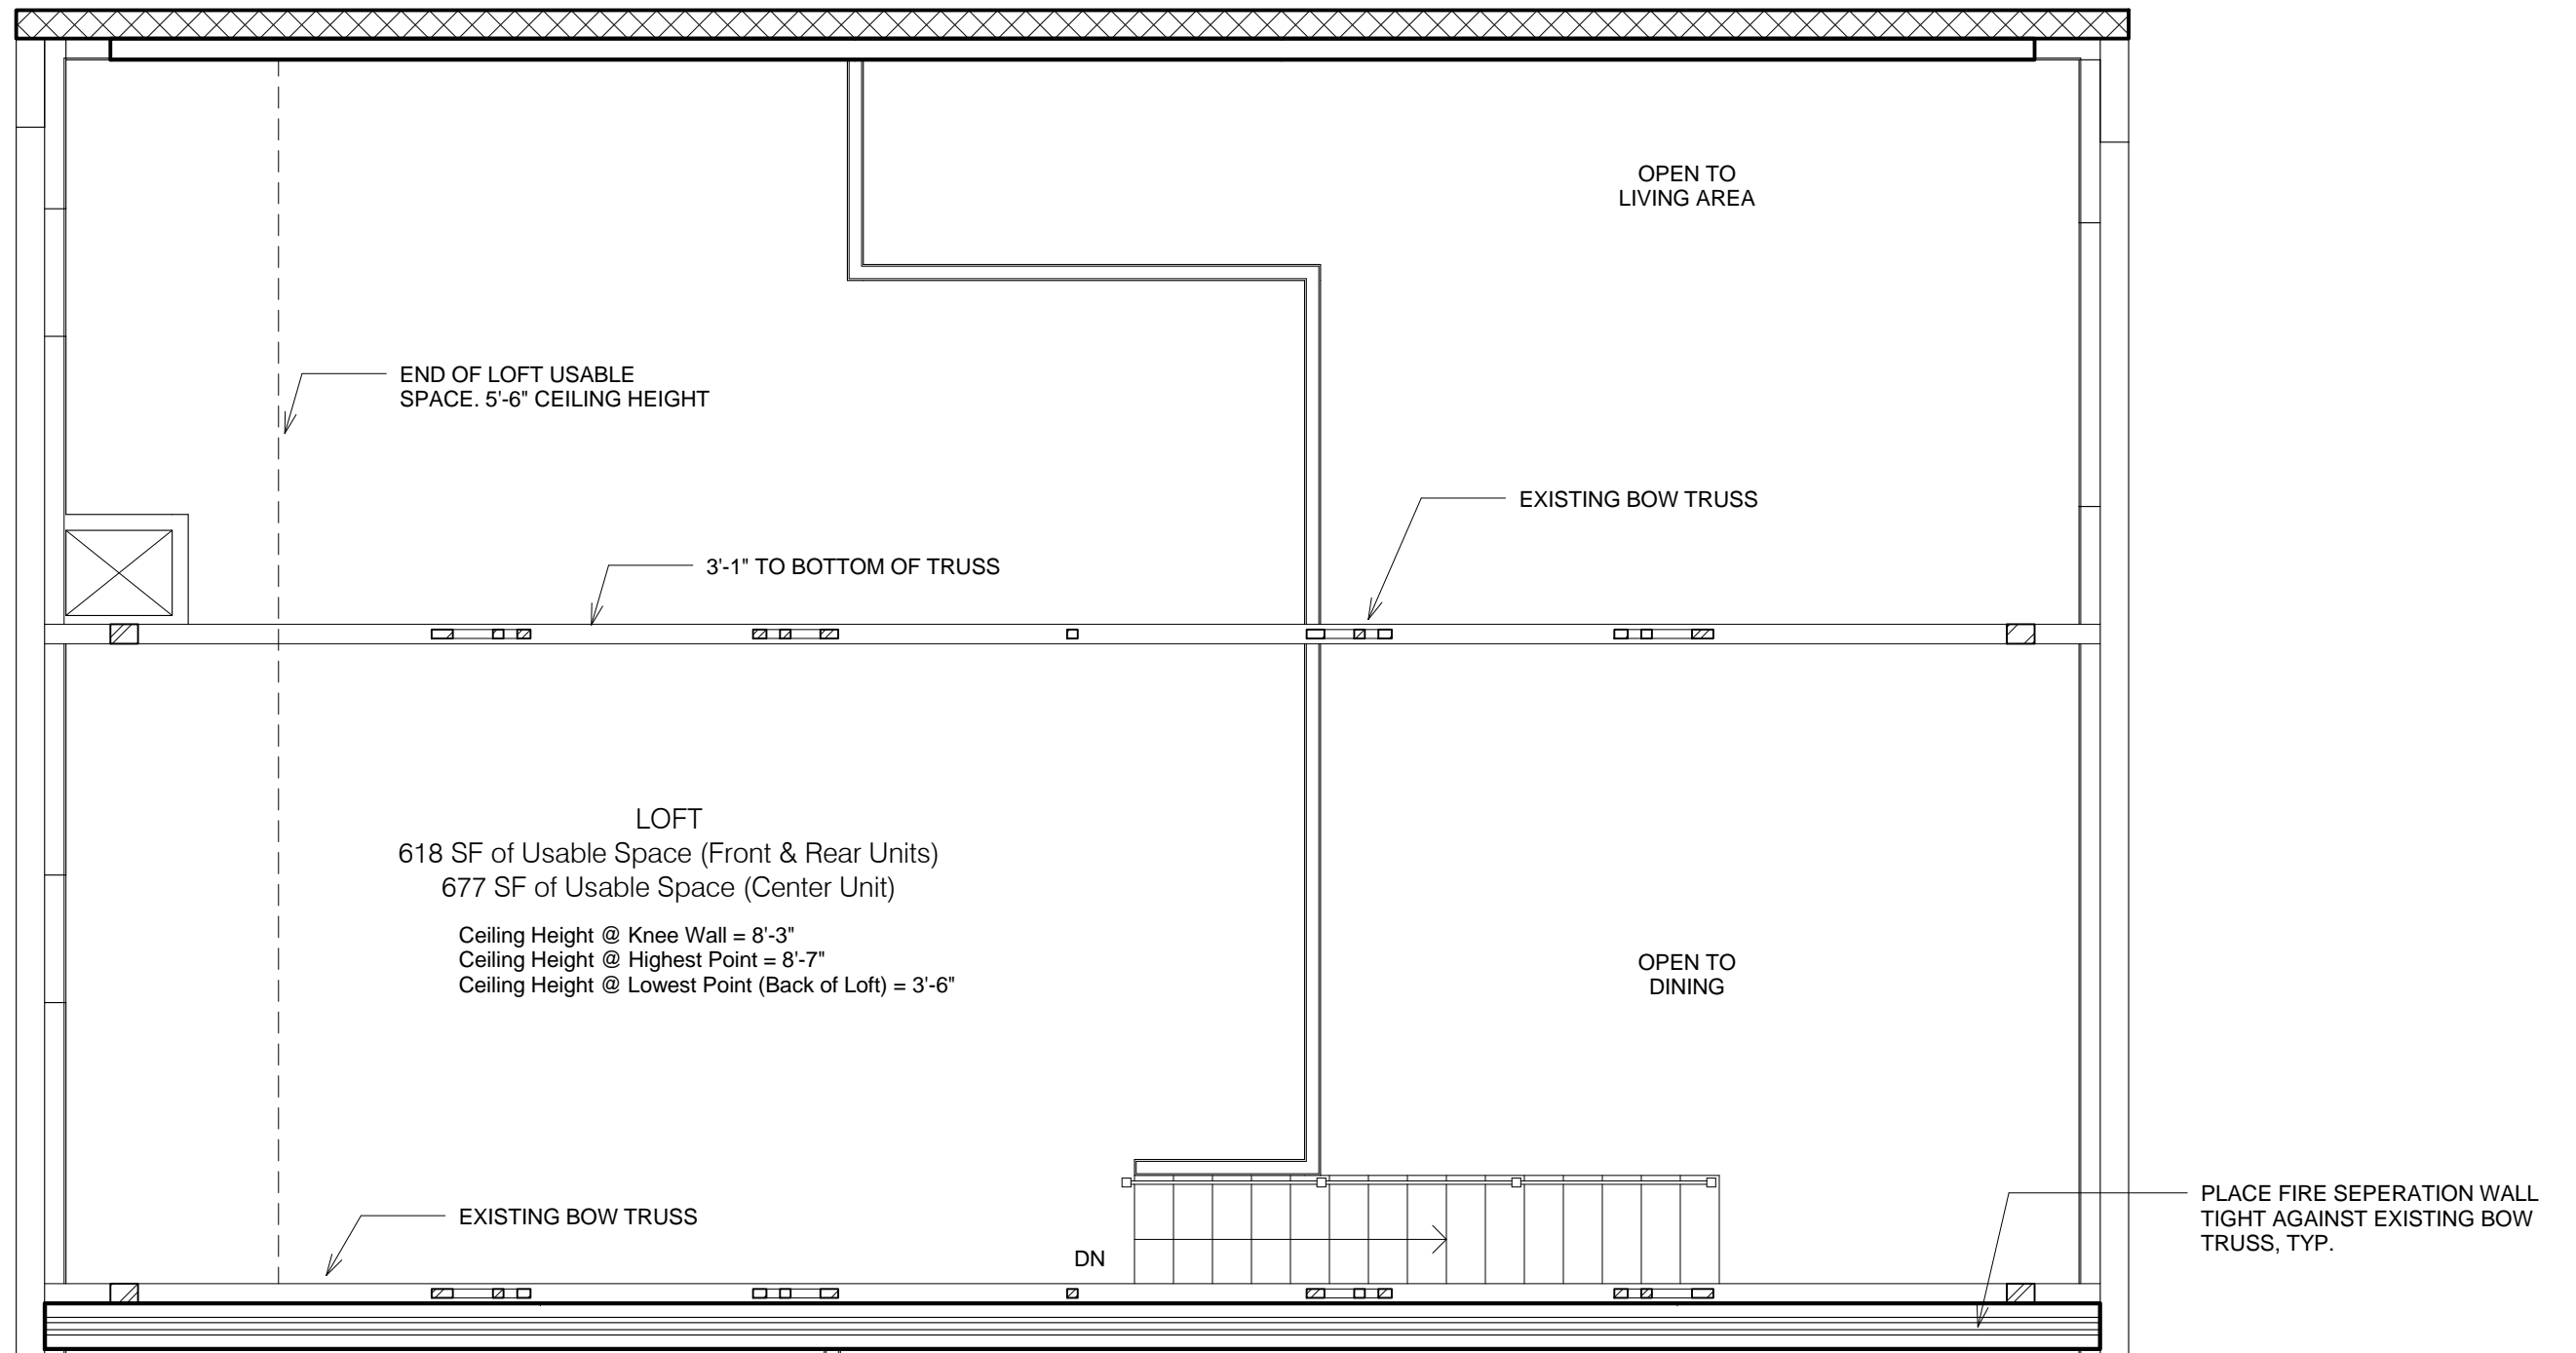 OPEN TO
LIVING AREA
END OF LOFT USABLE
SPACE. 5'-6" CEILING HEIGHT
EXISTING BOW TRUSS
3'-1" TO BOTTOM OF TRUSS
LOFT
618 SF of Usable Space (Front & Rear Units)
677 SF of Usable Space (Center Unit)
Ceiling Height @ Knee Wall = 8'-3"
Ceiling Height @ Highest Point = 8'-7"
Ceiling Height @ Lowest Point (Back of Loft) = 3'-6"
OPEN TO
DINING
EXISTING BOW TRUSS
DN
PLACE FIRE SEPERATION WALL
TIGHT AGAINST EXISTING BOW
TRUSS, TYP.